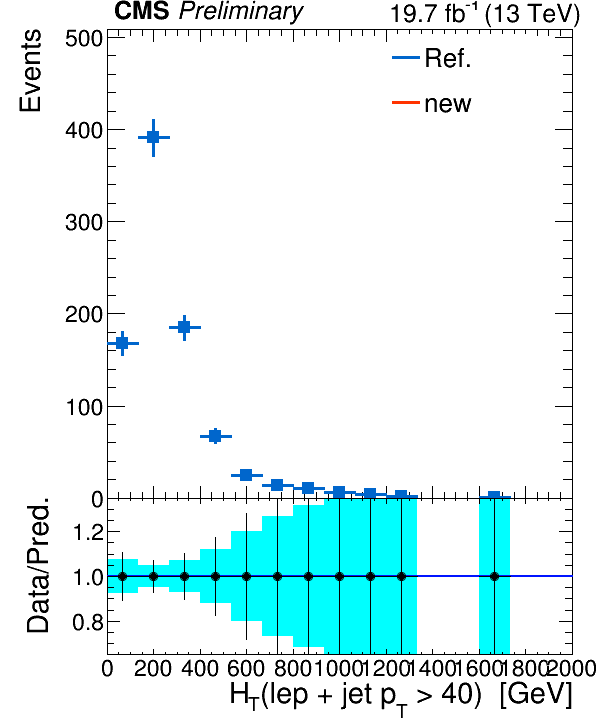 CMS Preliminary 19.7 fb⁻¹ (13 TeV)
Events
500
400
300
200
100
0
Ref.
new
Data/Pred.
1.2
1.0
0.8
0 200 400 600 800 1000 1200 1400 1600 1800 2000
H_T(lep + jet p_T > 40) [GeV]